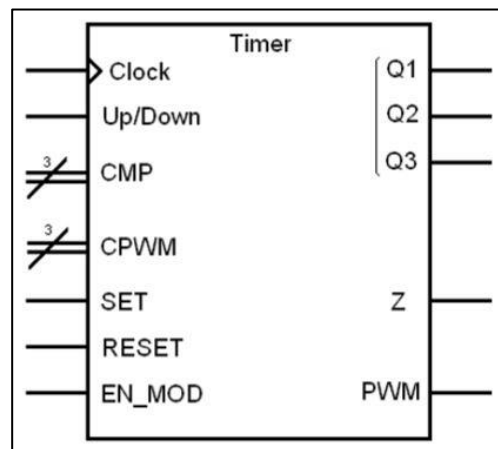 Timer
Clock Q1
Up/Down Q2
3 CMP Q3
3 CPWM
SET Z
RESET
EN_MOD PWM